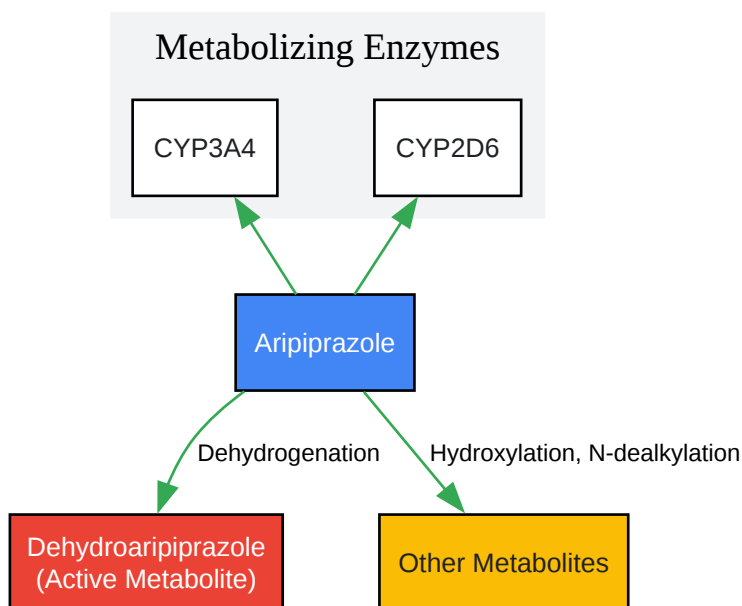 Metabolizing Enzymes
CYP3A4
CYP2D6
Aripiprazole
Dehydrogenation
Hydroxylation, N-dealkylation
Dehydroaripiprazole
(Active Metabolite)
Other Metabolites